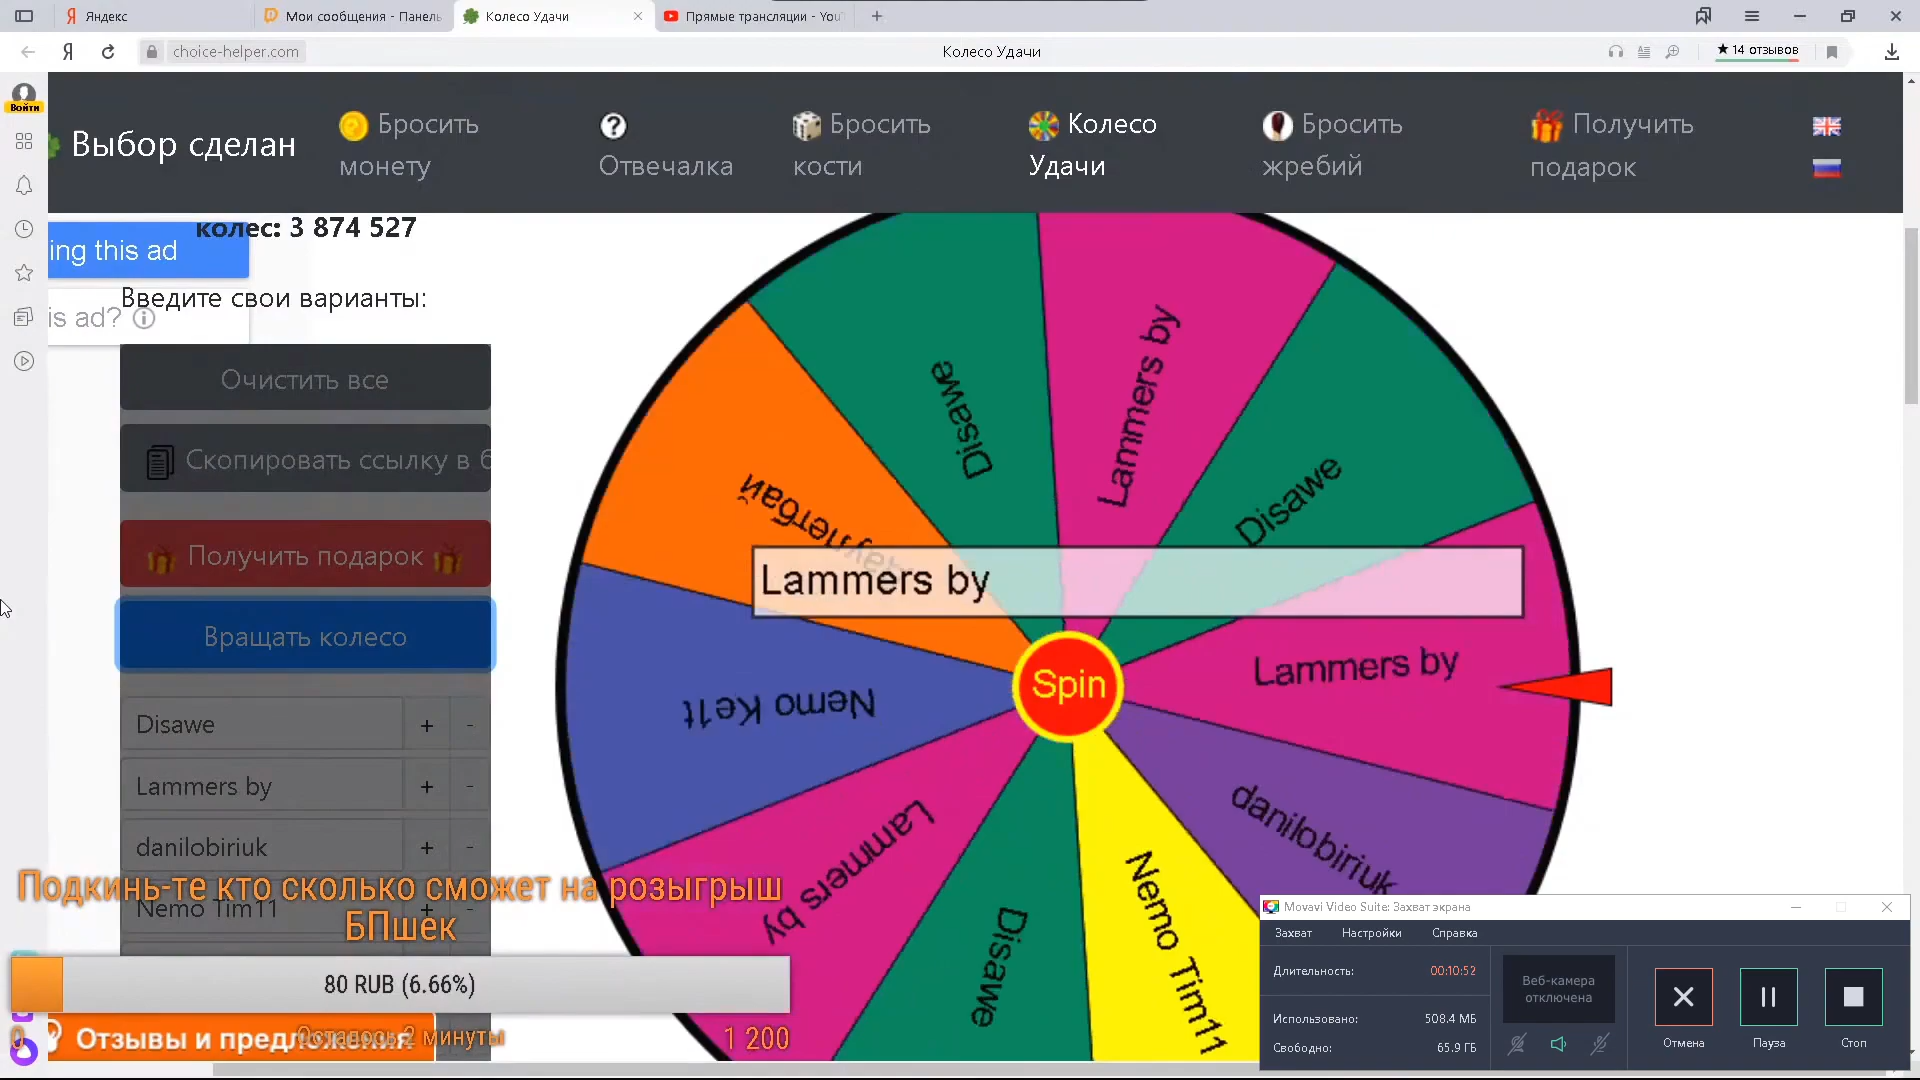 Яндекс
Мои сообщения - Панель
Колесо Удачи
Прямые трансляции - You
choice-helper.com
Колесо Удачи
★ 14 отзывов
Войти
Выбор сделан
Бросить монету
Отвечалка
Бросить кости
Колесо Удачи
Бросить жребий
Получить подарок
колес: 3 874 527
ing this ad
is ad?
Введите свои варианты:
Очистить все
Скопировать ссылку в б
Получить подарок
Вращать колесо
Disawe + -
Lammers by + -
danilobiriuk + -
Nemo Tim11 + -
Disawe
Lammers by
Disawe
Lammers by
danilobiriuk
Nemo Tim11
Disawe
Lammers by
Nemo Ke1t
Lammers by
Spin
Подкинь-те кто сколько сможет на розыгрыш
БПшек
80 RUB (6.66%)
0
Осталось 2 минуты
1 200
Отзывы и предложения
Movavi Video Suite: Захват экрана
Захват Настройки Справка
Длительность: 00:10:52
Использовано: 508.4 МБ
Свободно: 65.9 ГБ
Веб-камера
отключена
Отмена
Пауза
Стоп